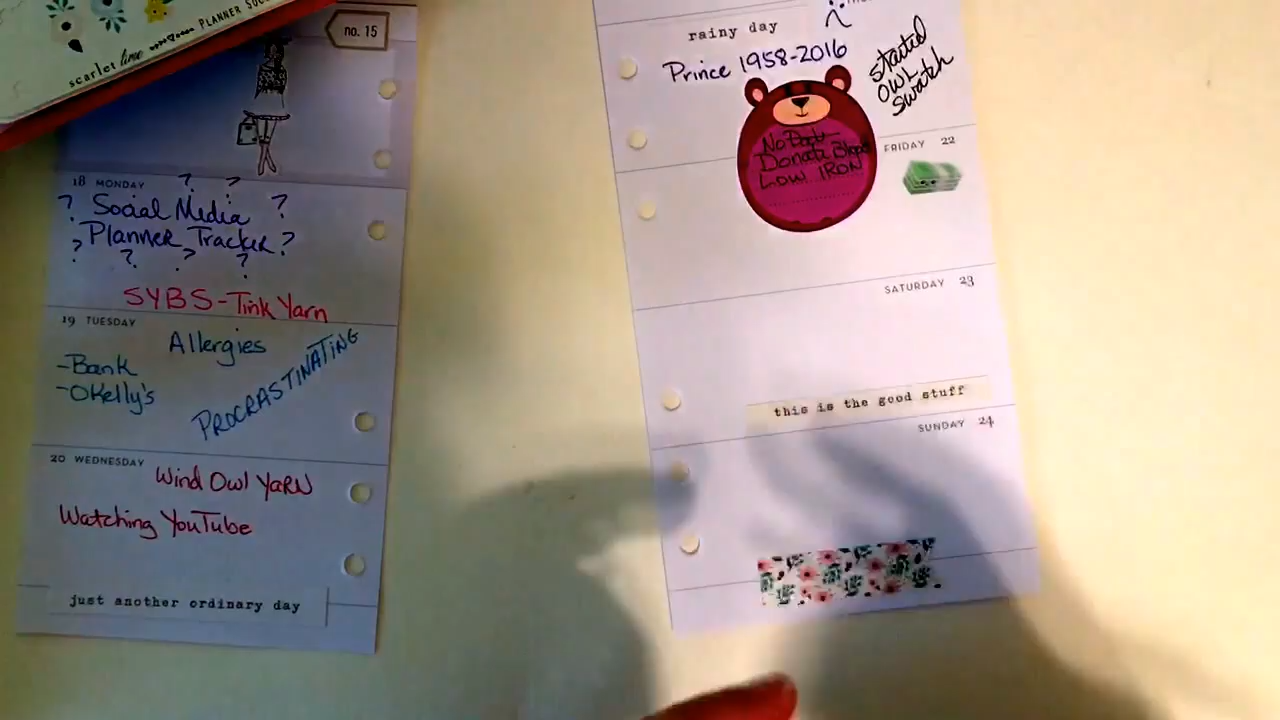 scarlet lime
PLANNER
no. 15
18 MONDAY
? ? ?
? Social Media ?
? Planner Tracker ?
? ? ?
SYBS-Tink Yarn
19 TUESDAY
Allergies
-Bank
-OKelly's
PROCRASTINATING
20 WEDNESDAY
Wind Owl YARN
Watching YouTube
just another ordinary day
rainy day
Prince 1958-2016
started
OWL
Swatch
Donate
LOW IRON
FRIDAY 22
SATURDAY 23
this is the good stuff
SUNDAY 24